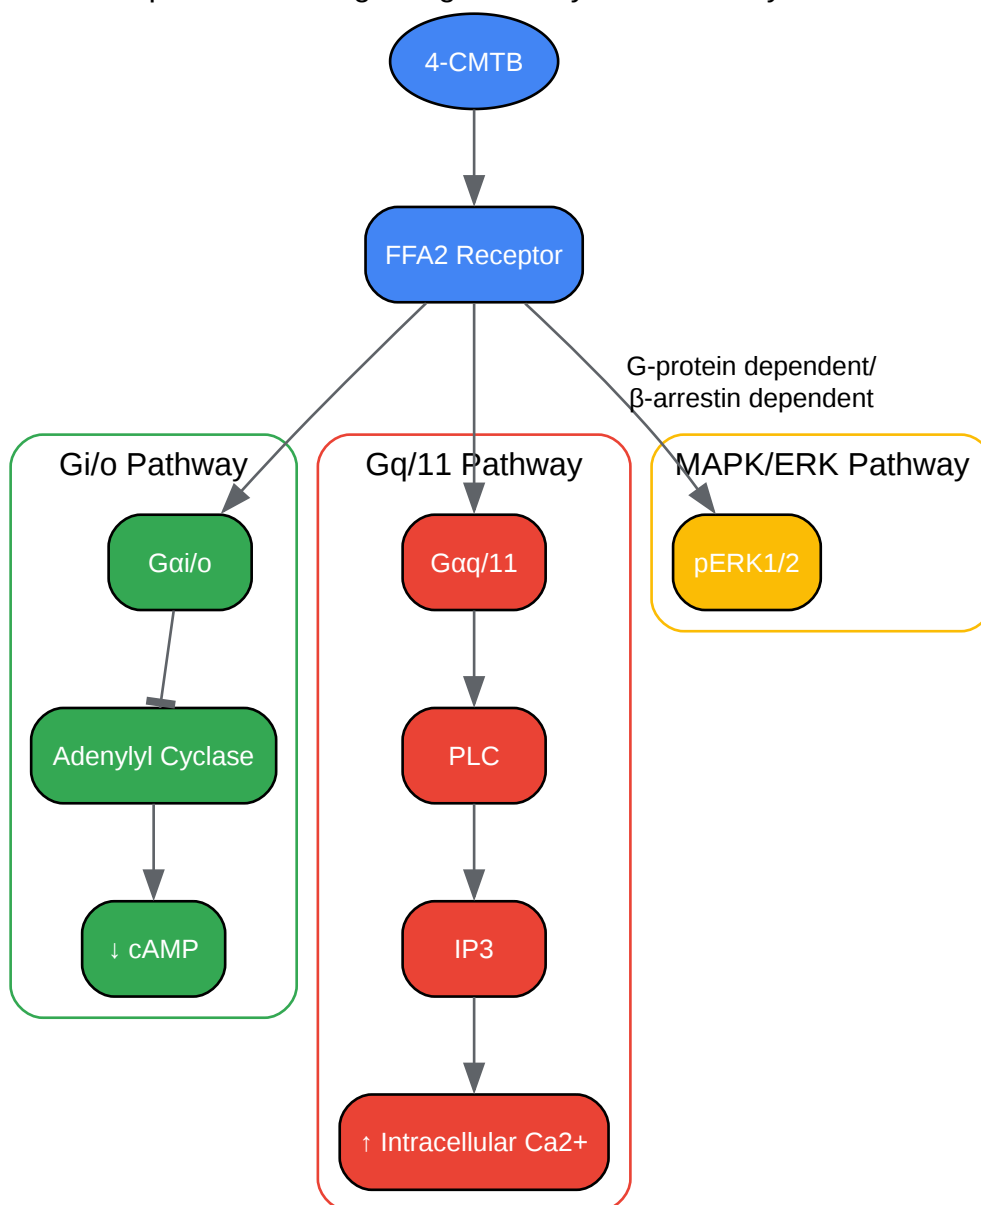 4-CMTB
FFA2 Receptor
G-protein dependent/
β-arrestin dependent
Gi/o Pathway
Gq/11 Pathway
MAPK/ERK Pathway
Gαi/o
Gαq/11
pERK1/2
Adenylyl Cyclase
PLC
↓ cAMP
IP3
↑ Intracellular Ca2+